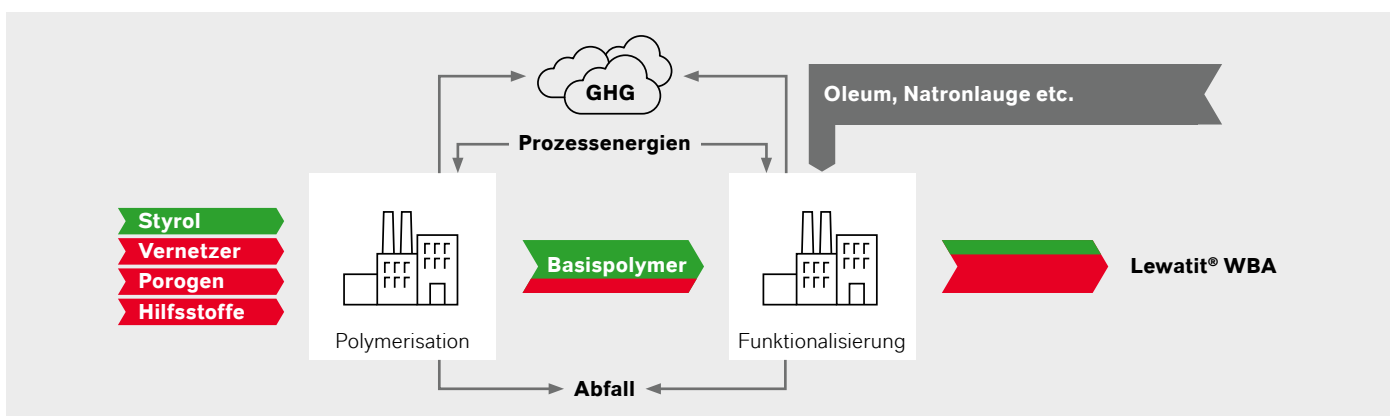 GHG
Oleum, Natronlauge etc.
Prozessenergien
Styrol
Vernetzer
Porogen
Hilfsstoffe
Basispolymer
Lewatit® WBA
Polymerisation
Funktionalisierung
Abfall